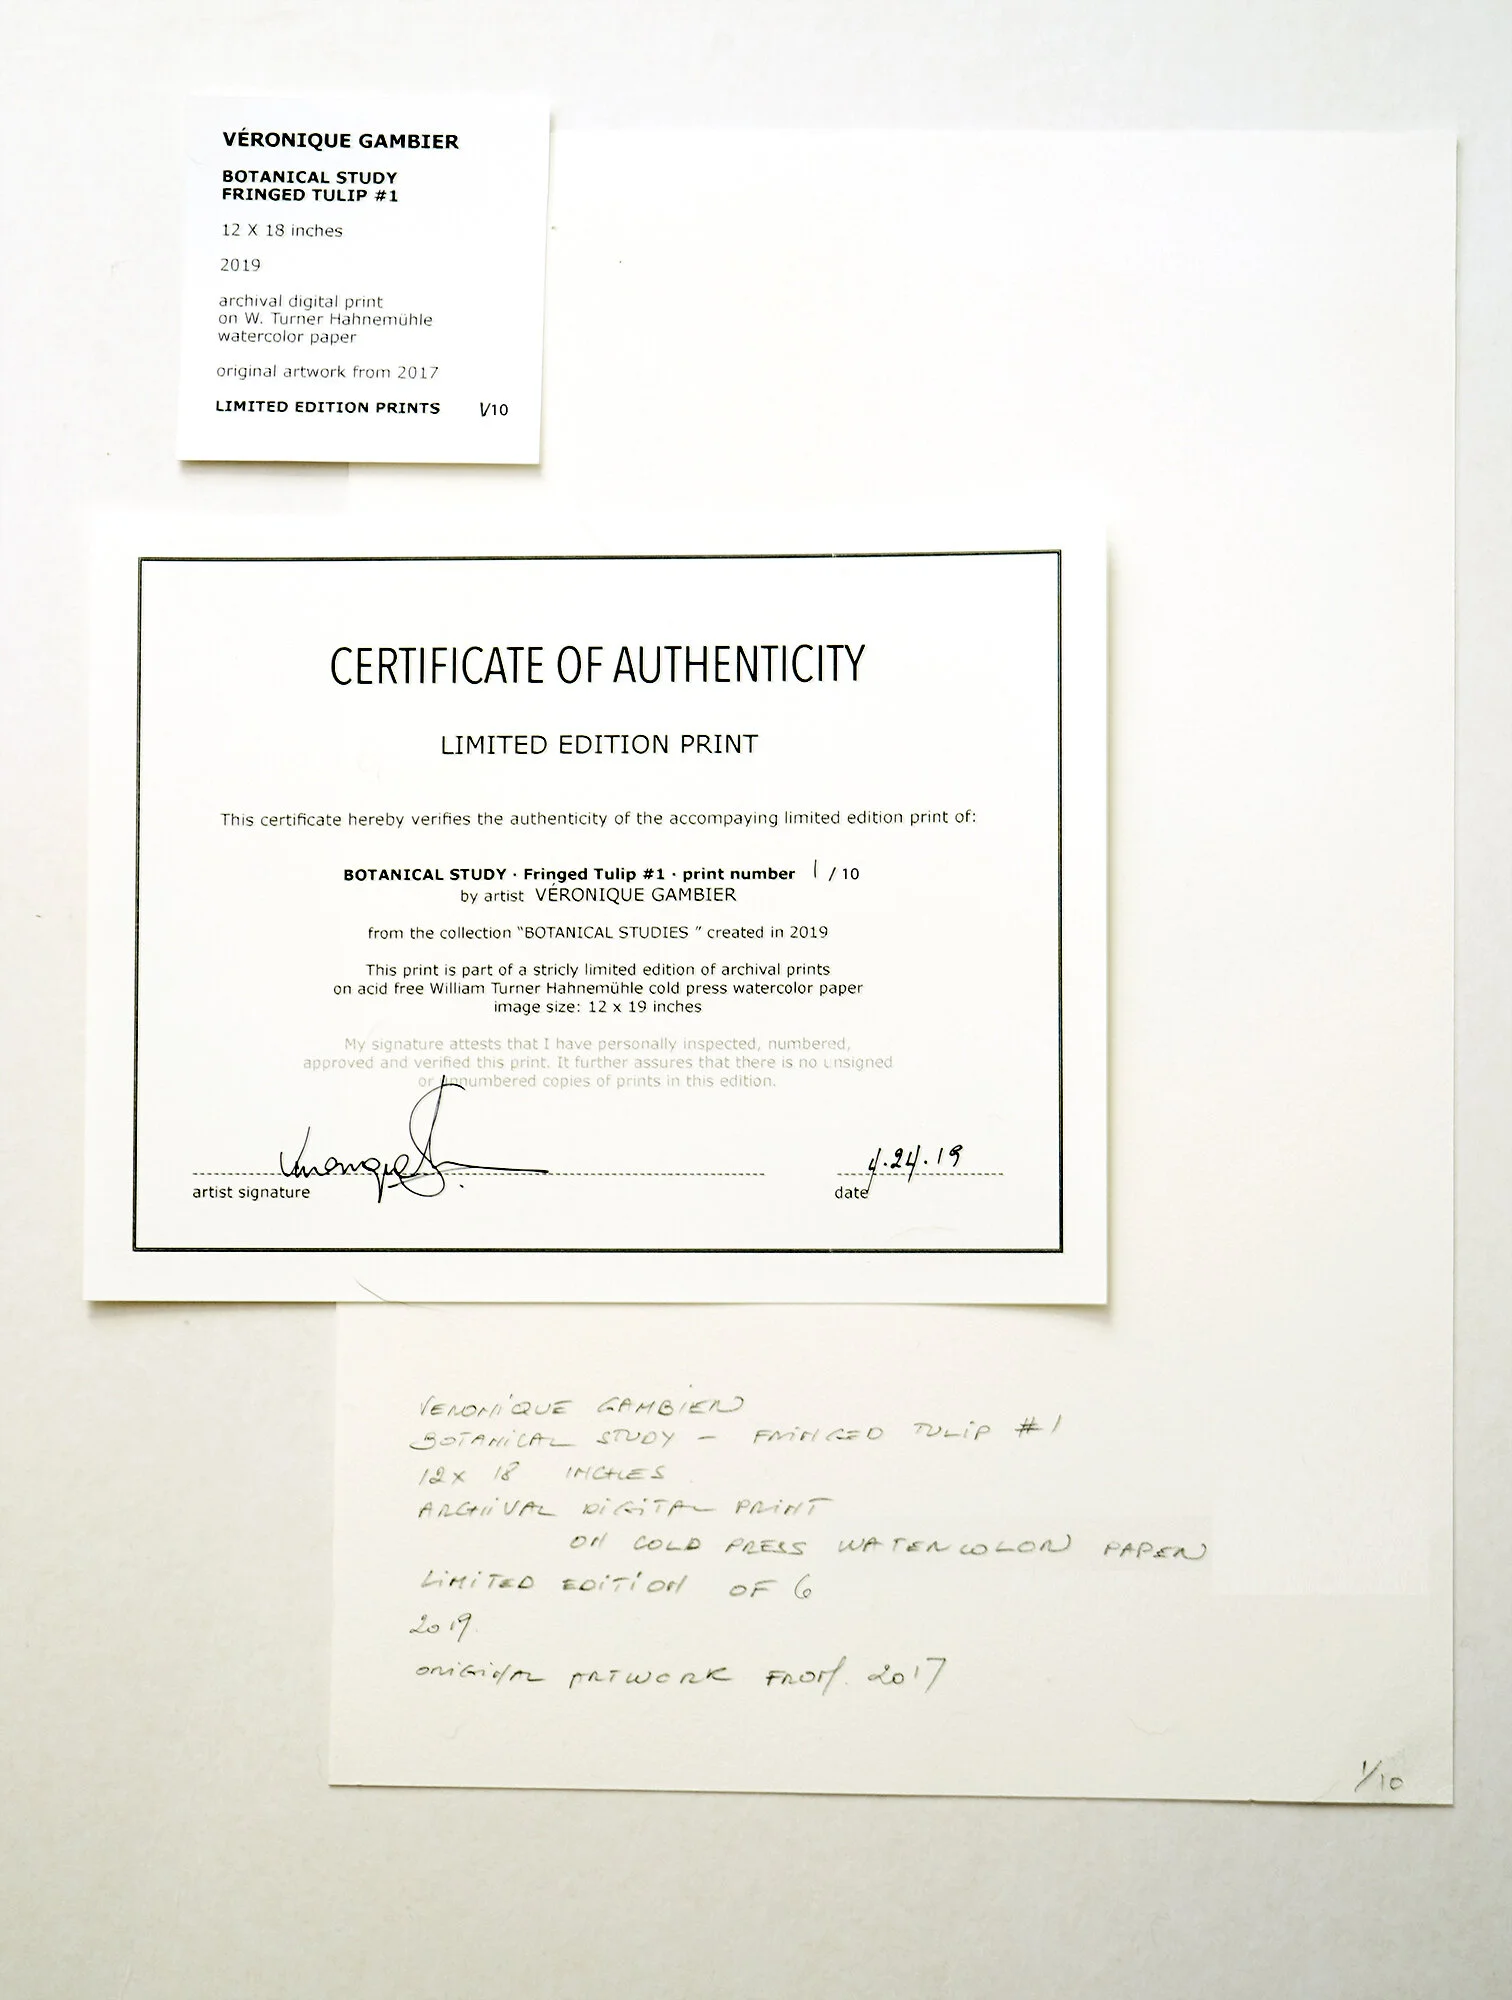 VÉRONIQUE GAMBIER
BOTANICAL STUDY
FRINGED TULIP #1
12 X 18 inches
2019
archival digital print
on W. Turner Hahnemühle
watercolor paper
original artwork from 2017
LIMITED EDITION PRINTS 1/10
CERTIFICATE OF AUTHENTICITY
LIMITED EDITION PRINT
This certificate hereby verifies the authenticity of the accompaying limited edition print of:
BOTANICAL STUDY · Fringed Tulip #1 · print number 1 / 10
by artist VÉRONIQUE GAMBIER
from the collection "BOTANICAL STUDIES " created in 2019
This print is part of a stricly limited edition of archival prints
on acid free William Turner Hahnemühle cold press watercolor paper
image size: 12 x 19 inches
My signature attests that I have personally inspected, numbered,
approved and verified this print. It further assures that there is no unsigned
or unnumbered copies of prints in this edition.
4.24.19
artist signature date
VERONIQUE GAMBIER
BOTANICAL STUDY - FRINGED TULIP #1
12 x 18 INCHES
ARCHIVAL DIGITAL PRINT
ON COLD PRESS WATERCOLOR PAPER
LIMITED EDITION OF 6
2019.
ORIGINAL ARTWORK FROM. 2017
1/10